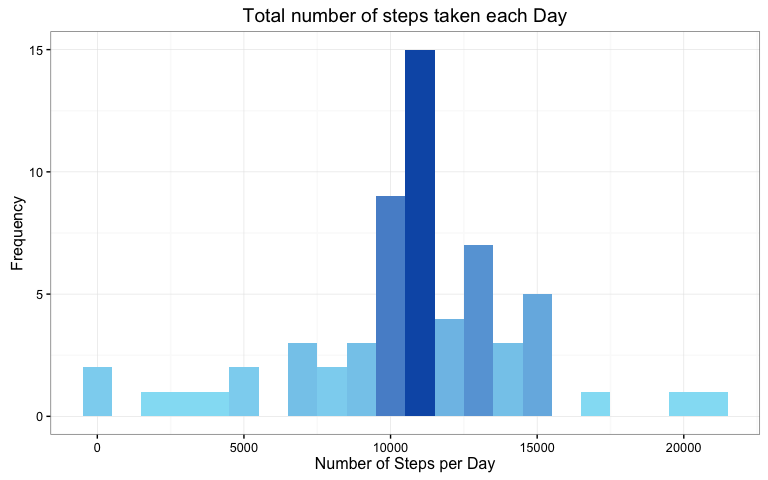 Total number of steps taken each Day
15
10
5
0
Frequency
0 5000 10000 15000 20000
Number of Steps per Day